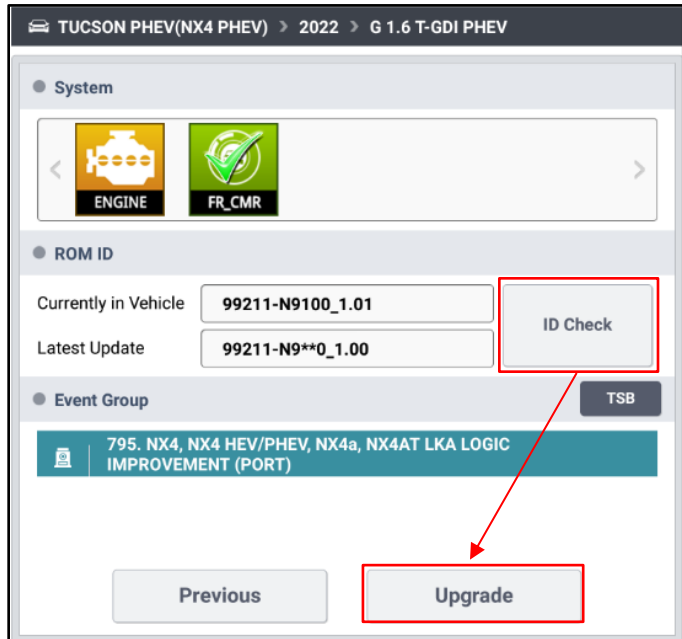 TUCSON PHEV(NX4 PHEV) > 2022 > G 1.6 T-GDI PHEV
System
ENGINE
FR_CMR
ROM ID
Currently in Vehicle
99211-N9100_1.01
ID Check
Latest Update
99211-N9**0_1.00
Event Group
TSB
795. NX4, NX4 HEV/PHEV, NX4a, NX4AT LKA LOGIC
IMPROVEMENT (PORT)
Previous
Upgrade